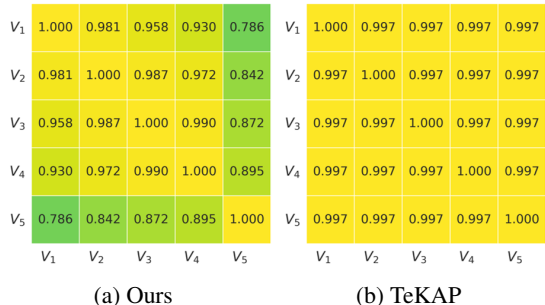 V₁ 1.000 0.981 0.958 0.930 0.786 V₁ 1.000 0.997 0.997 0.997 0.997
V₂ 0.981 1.000 0.987 0.972 0.842 V₂ 0.997 1.000 0.997 0.997 0.997
V₃ 0.958 0.987 1.000 0.990 0.872 V₃ 0.997 0.997 1.000 0.997 0.997
V₄ 0.930 0.972 0.990 1.000 0.895 V₄ 0.997 0.997 0.997 1.000 0.997
V₅ 0.786 0.842 0.872 0.895 1.000 V₅ 0.997 0.997 0.997 0.997 1.000
V₁ V₂ V₃ V₄ V₅ V₁ V₂ V₃ V₄ V₅
(a) Ours (b) TeKAP